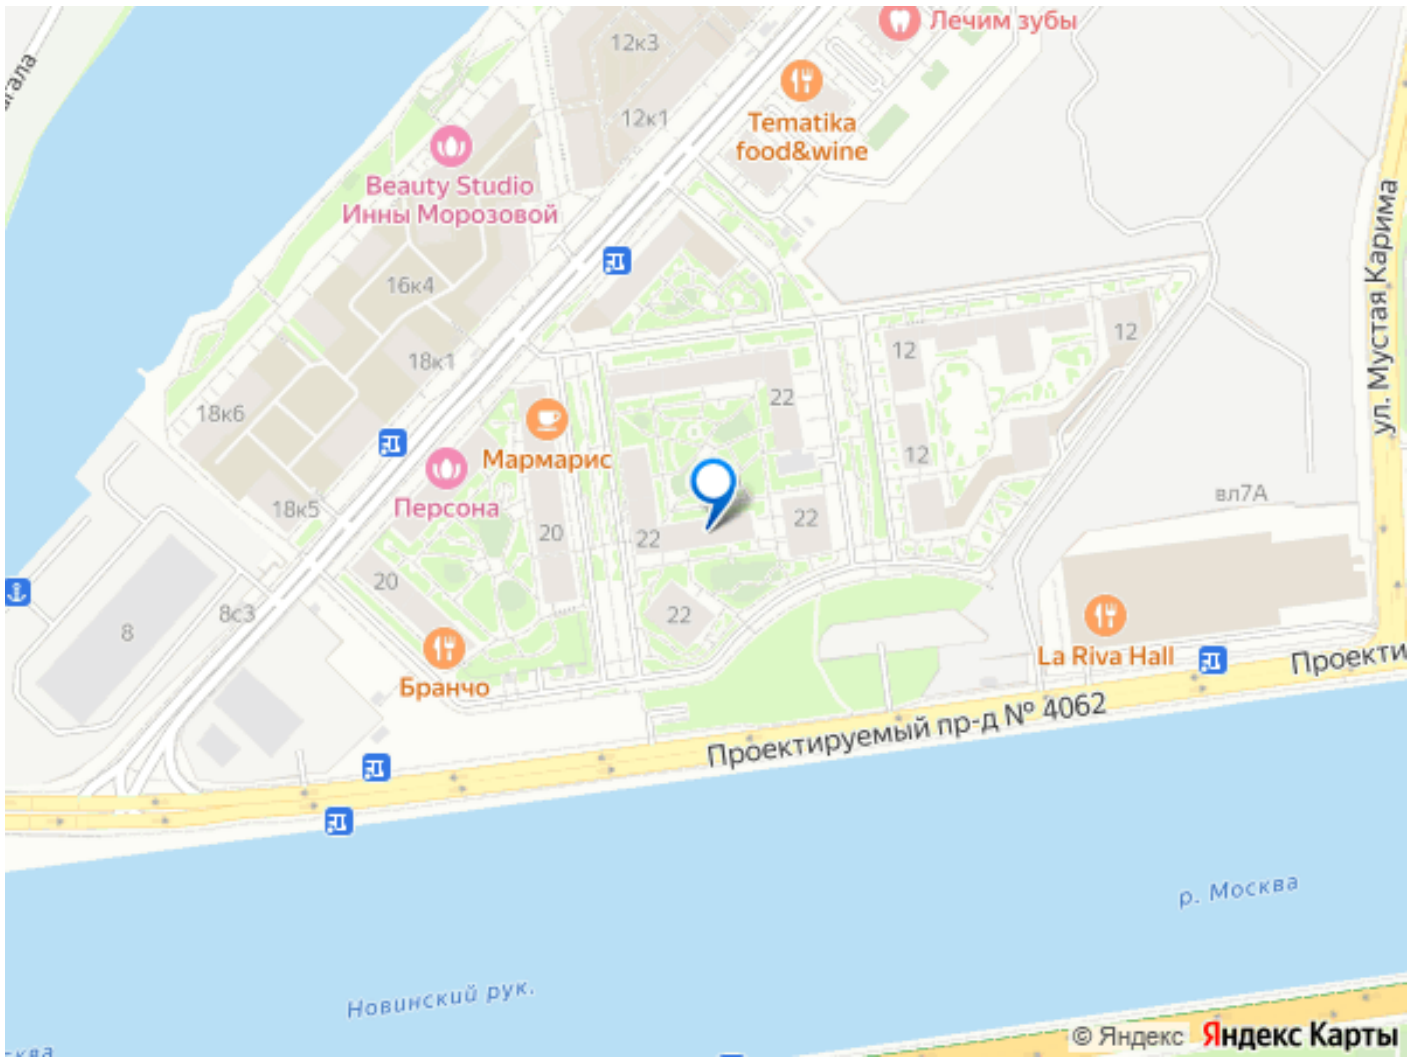 Лечим зубы
12к3
12к1
Tematika
food&wine
Beauty Studio
Инны Морозовой
ул. Мустая Карима
16к4
18к1
12
12
22
18к6
Мармарис
12
Персона
18к5
вл7А
22
20
22
20
8с3
8
22
La Riva Hall
Бранчо
Проекти
Проектируемый пр-д № 4062
р. Москва
Новинский рук.
© Яндекс Яндекс Карты